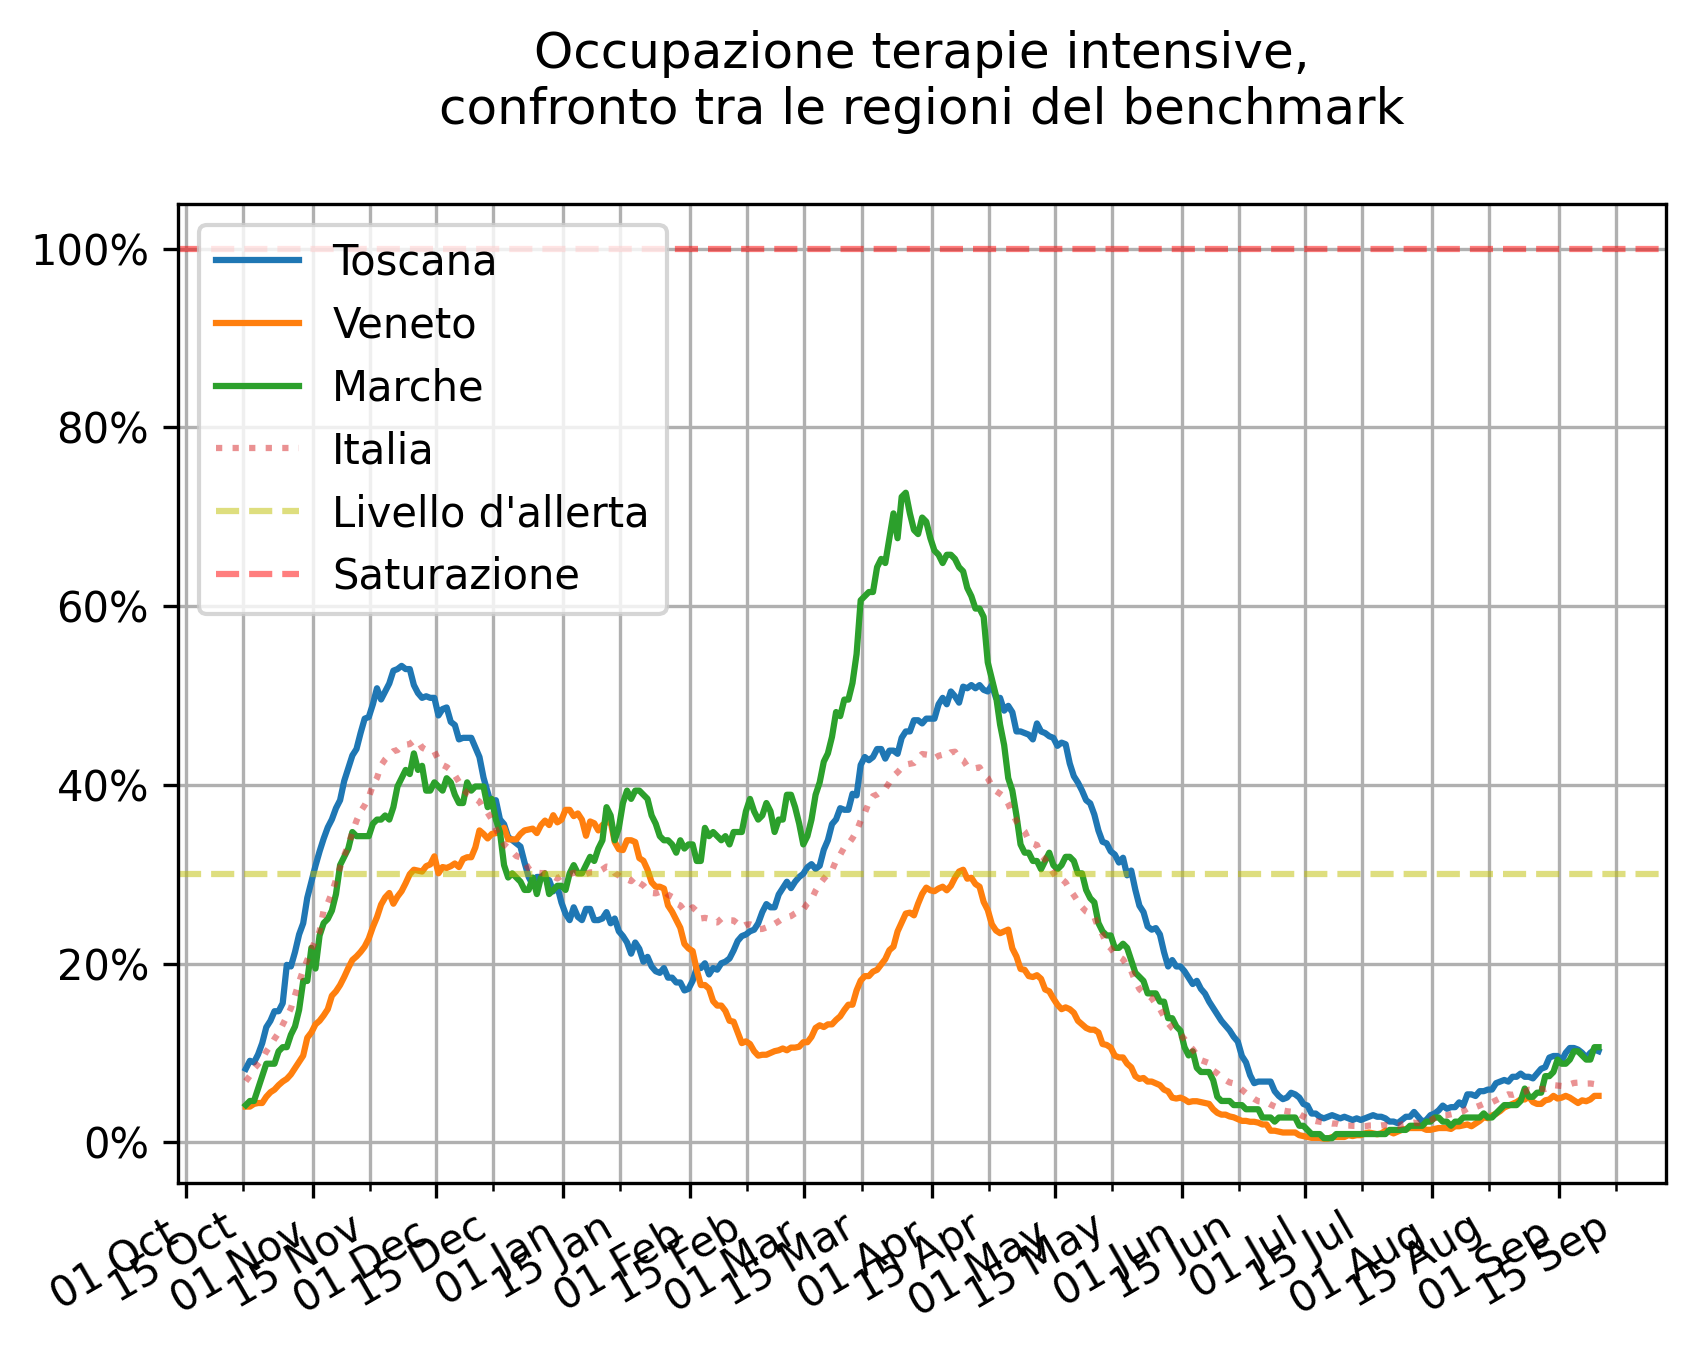 Occupazione terapie intensive,
confronto tra le regioni del benchmark
100%
80%
60%
40%
20%
0%
Toscana
Veneto
Marche
Italia
Livello d'allerta
Saturazione
01 Oct
15 Oct
01 Nov
15 Nov
01 Dec
15 Dec
01 Jan
15 Jan
01 Feb
15 Feb
01 Mar
15 Mar
01 Apr
15 Apr
01 May
15 May
01 Jun
15 Jun
01 Jul
15 Jul
01 Aug
15 Aug
01 Sep
15 Sep